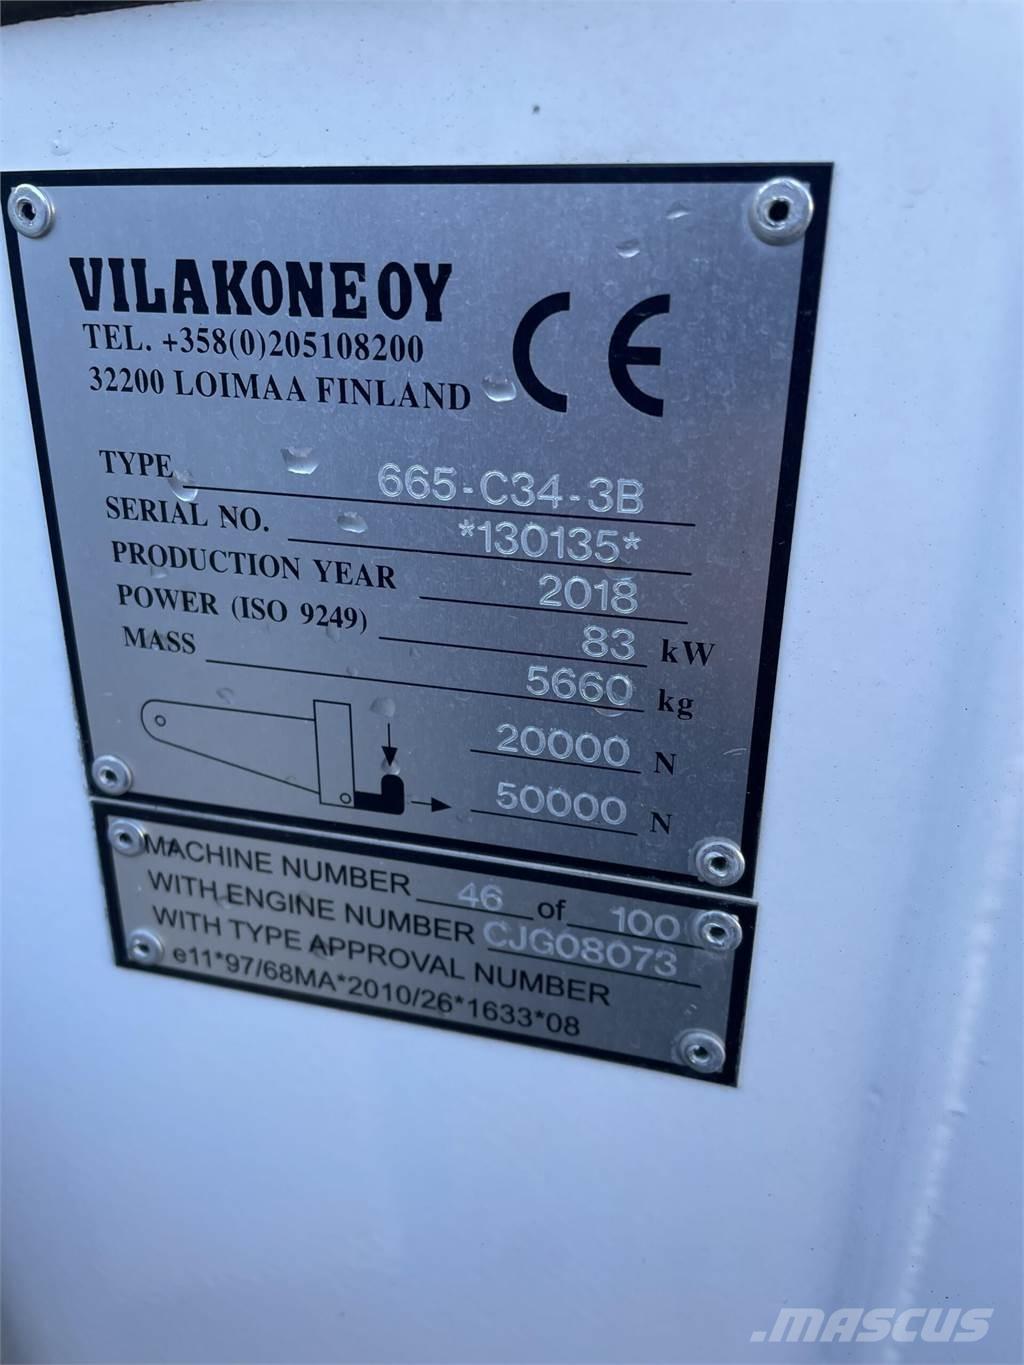 VILAKONE OY
TEL. +358(0)205108200
32200 LOIMAA FINLAND
CE
TYPE 665-C34-3B
SERIAL NO. *130135*
PRODUCTION YEAR 2018
POWER (ISO 9249) 83 kW
MASS 5660 kg
20000 N
50000 N
MACHINE NUMBER 46 of 100
WITH ENGINE NUMBER CJG08073
WITH TYPE APPROVAL NUMBER
e11*97/68MA*2010/26*1633*08
MASCUS